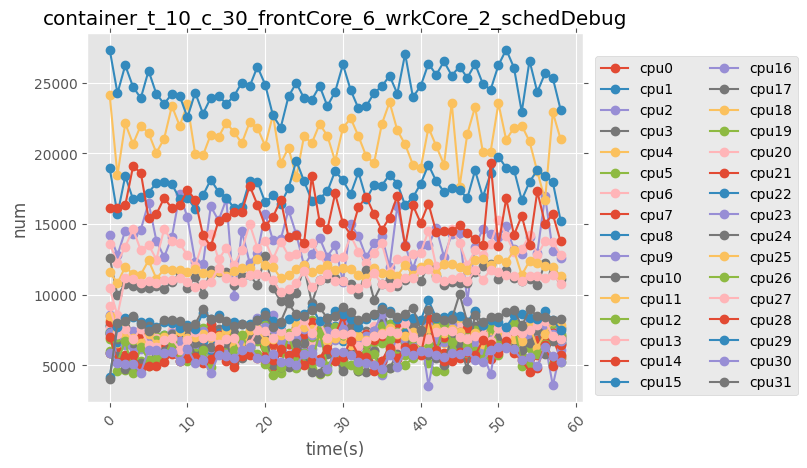 container_t_10_c_30_frontCore_6_wrkCore_2_schedDebug
num
25000
20000
15000
10000
5000
0
10
20
30
40
50
60
time(s)
cpu0
cpu1
cpu2
cpu3
cpu4
cpu5
cpu6
cpu7
cpu8
cpu9
cpu10
cpu11
cpu12
cpu13
cpu14
cpu15
cpu16
cpu17
cpu18
cpu19
cpu20
cpu21
cpu22
cpu23
cpu24
cpu25
cpu26
cpu27
cpu28
cpu29
cpu30
cpu31